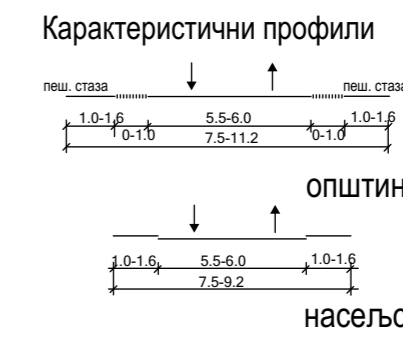 Карактеристични профили
пеш. стаза пеш. стаза
1.0-1.6 5.5-6.0 1.0-1.6
0-1.0 7.5-11.2 0-1.0
општин
1.0-1.6 5.5-6.0 1.0-1.6
7.5-9.2
насељс